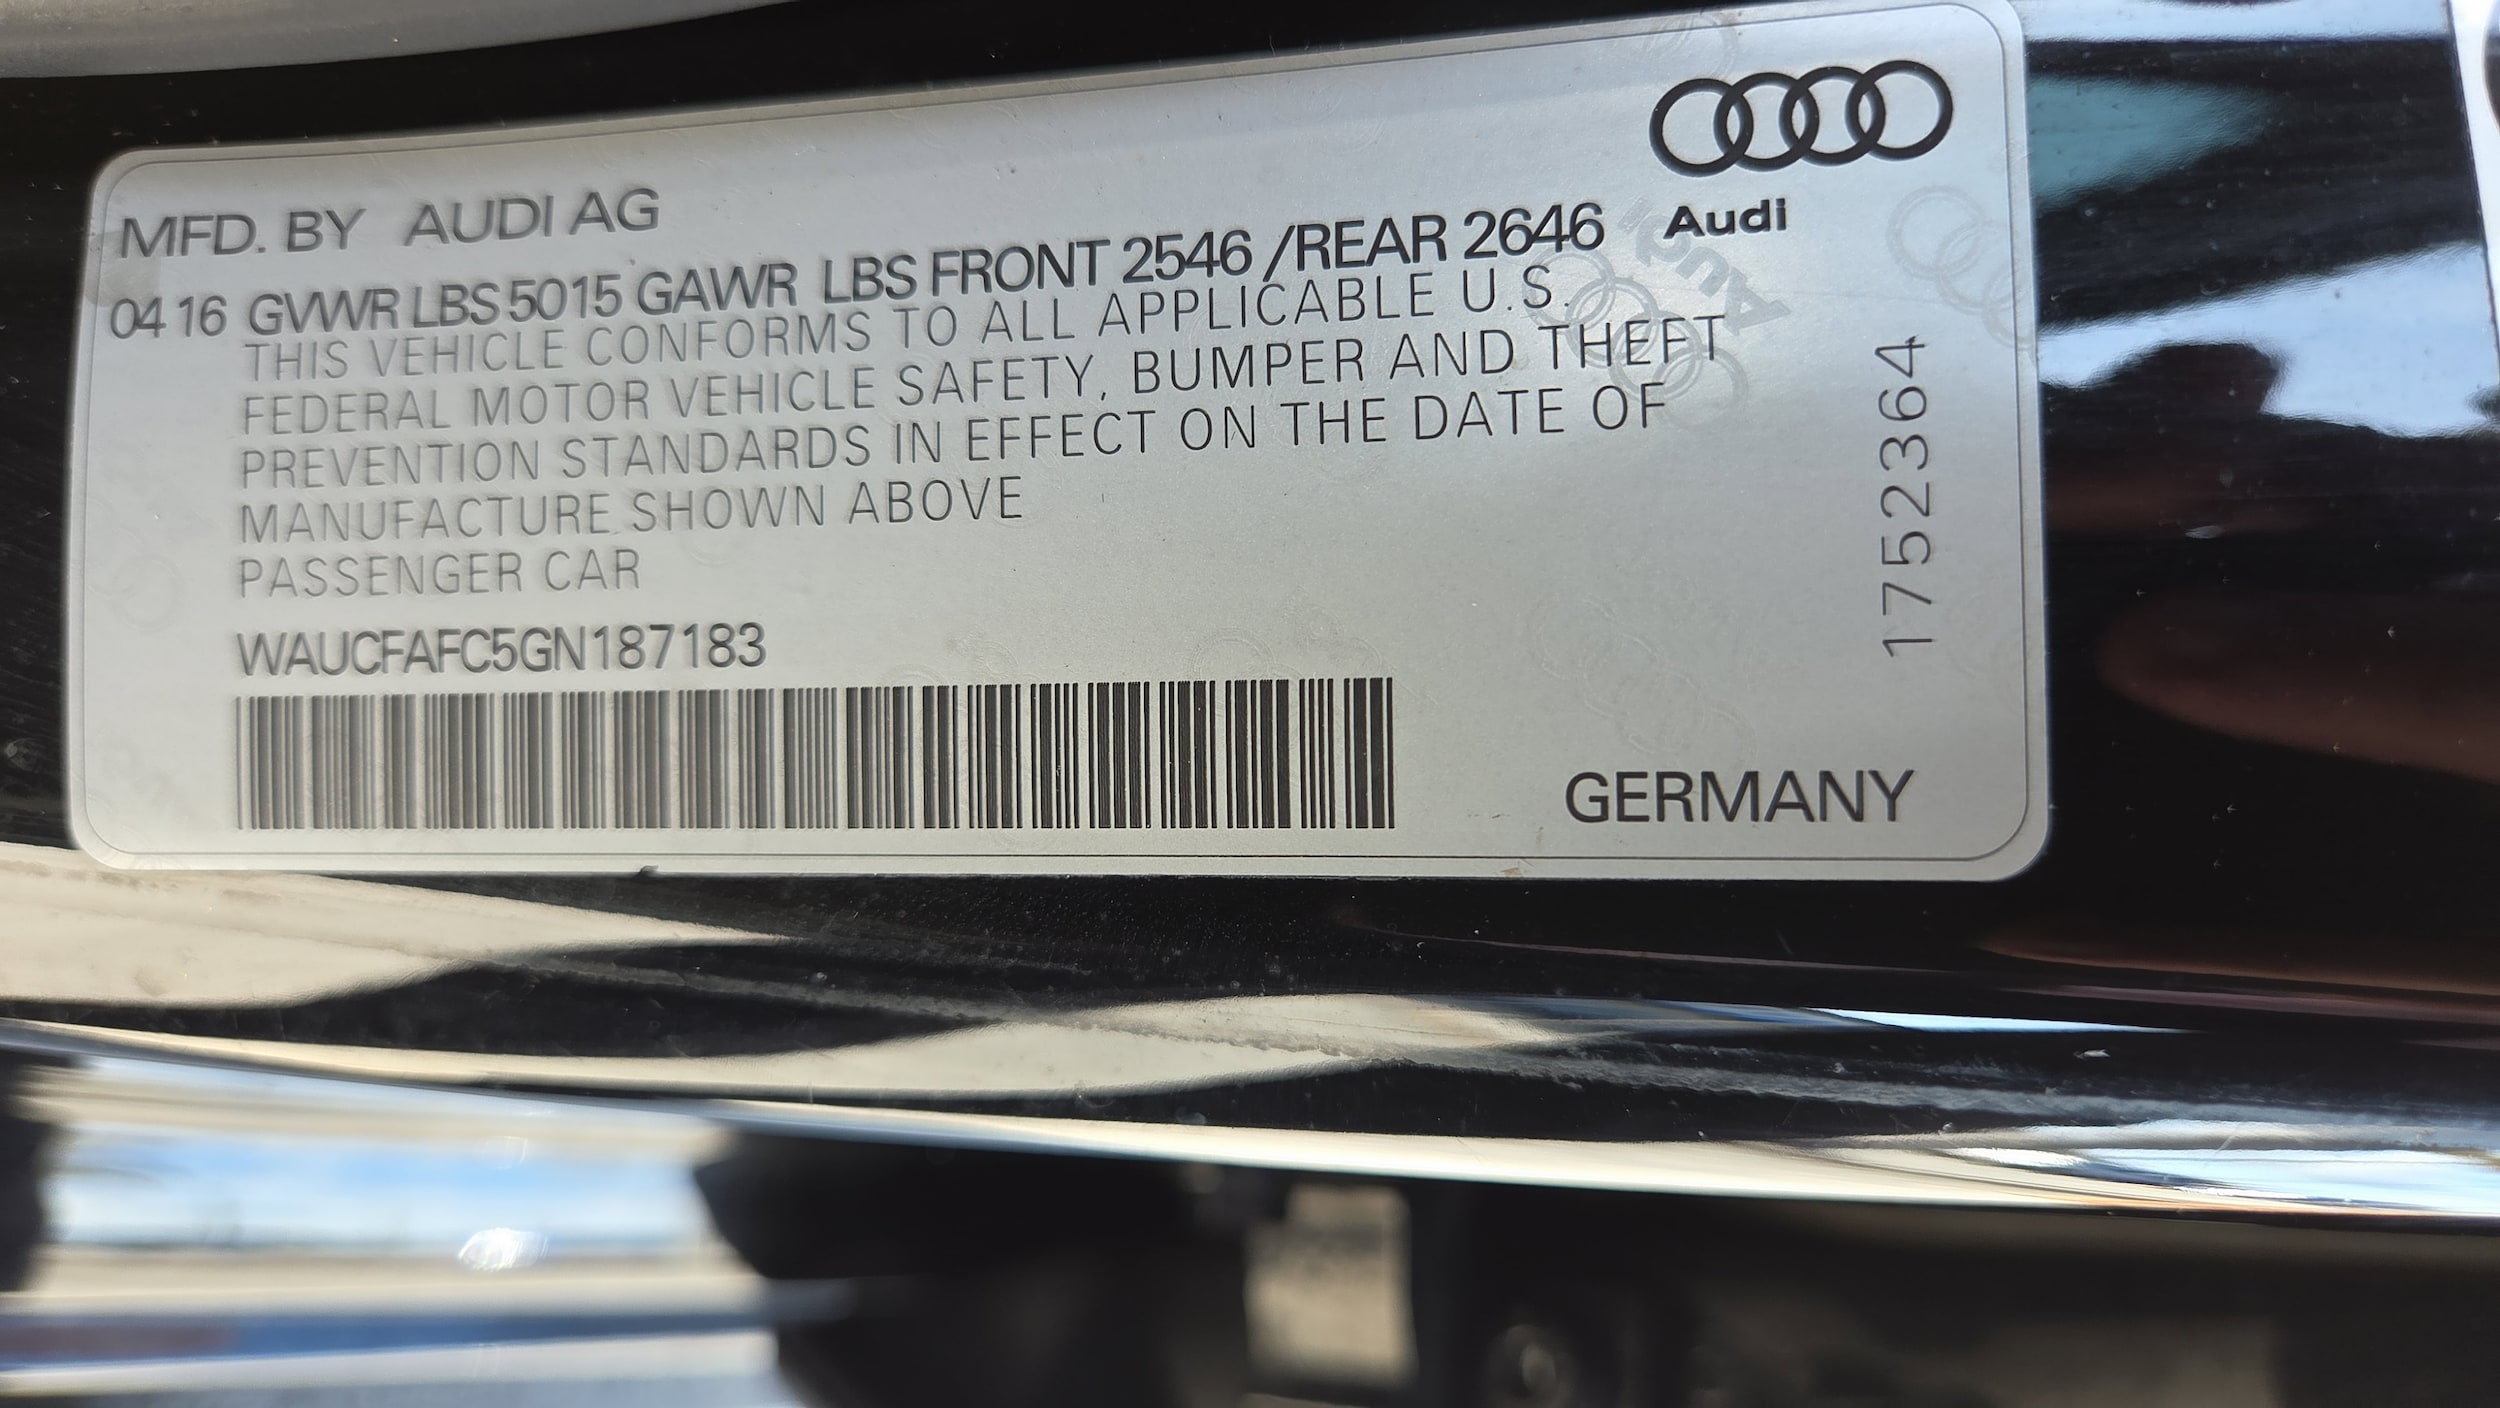 MFD. BY AUDI AG
04 16 GVWR LBS 5015 GAWR LBS FRONT 2546 /REAR 2646
Audi
THIS VEHICLE CONFORMS TO ALL APPLICABLE U.S.
FEDERAL MOTOR VEHICLE SAFETY, BUMPER AND THEFT
PREVENTION STANDARDS IN EFFECT ON THE DATE OF
MANUFACTURE SHOWN ABOVE
PASSENGER CAR
WAUCFAFC5GN187183
1752364
GERMANY
Audi